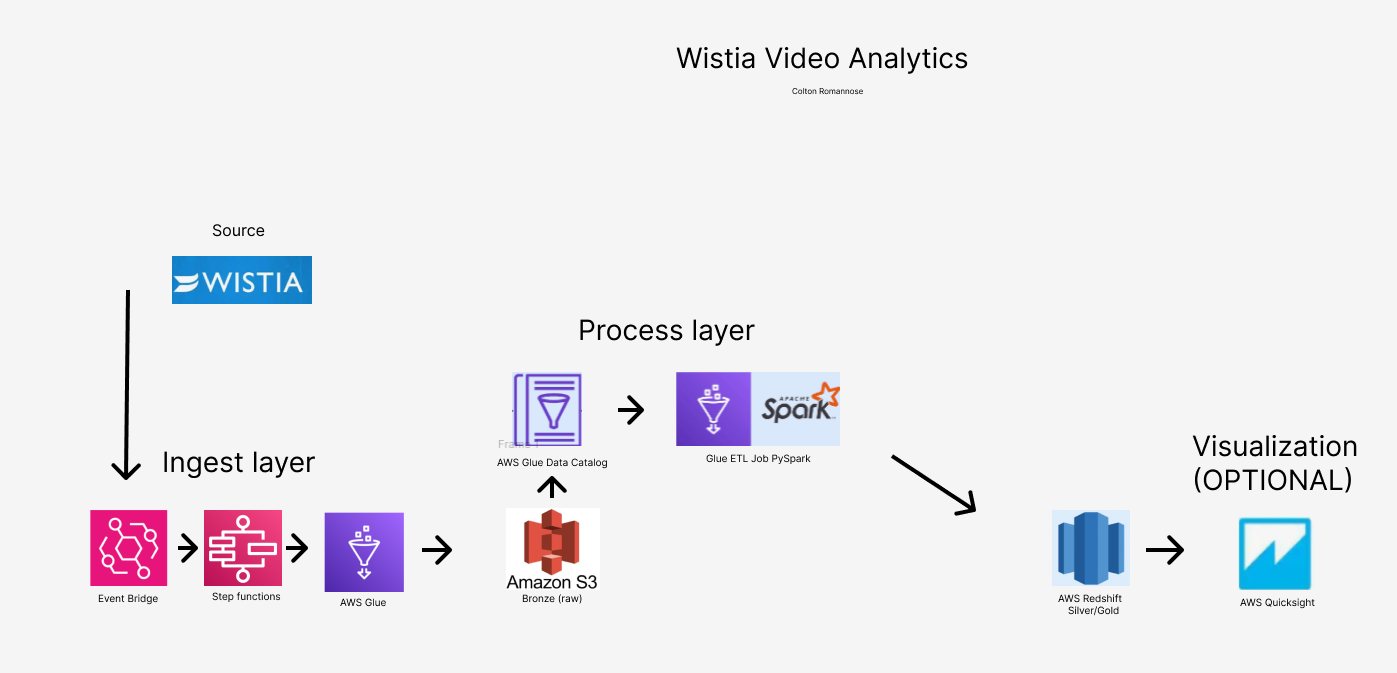 Wistia Video Analytics
Colton Romannose
Source
WISTIA
Process layer
Ingest layer
Visualization
(OPTIONAL)
APACHE
Spark
Frame 1
AWS Glue Data Catalog
Glue ETL Job PySpark
Amazon S3
Event Bridge
Step functions
AWS Glue
Bronze (raw)
AWS Redshift
Silver/Gold
AWS Quicksight